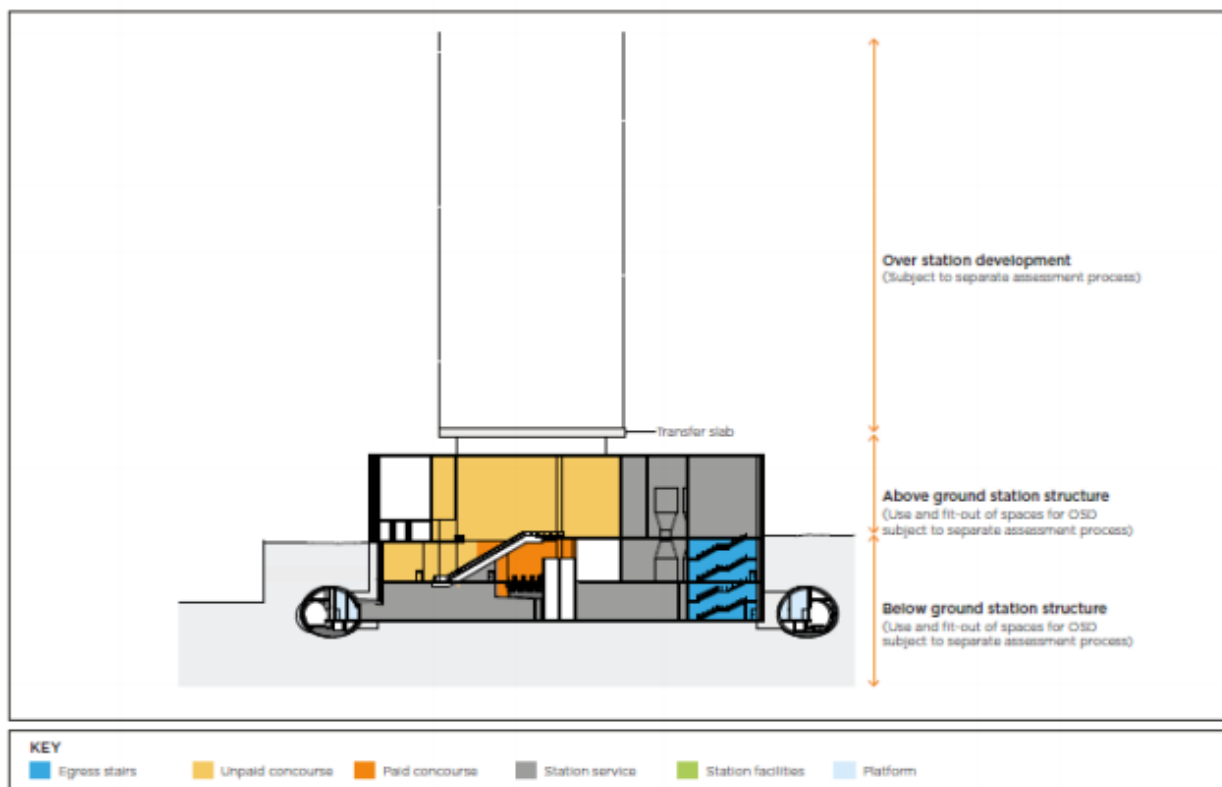 Over station development
(Subject to separate assessment process)
Transfer slab
Above ground station structure
(Use and fit-out of spaces for OSD
subject to separate assessment process)
Below ground station structure
(Use and fit-out of spaces for OSD
subject to separate assessment process)
KEY
Egress stairs
Unpaid concourse
Paid concourse
Station service
Station facilities
Platform